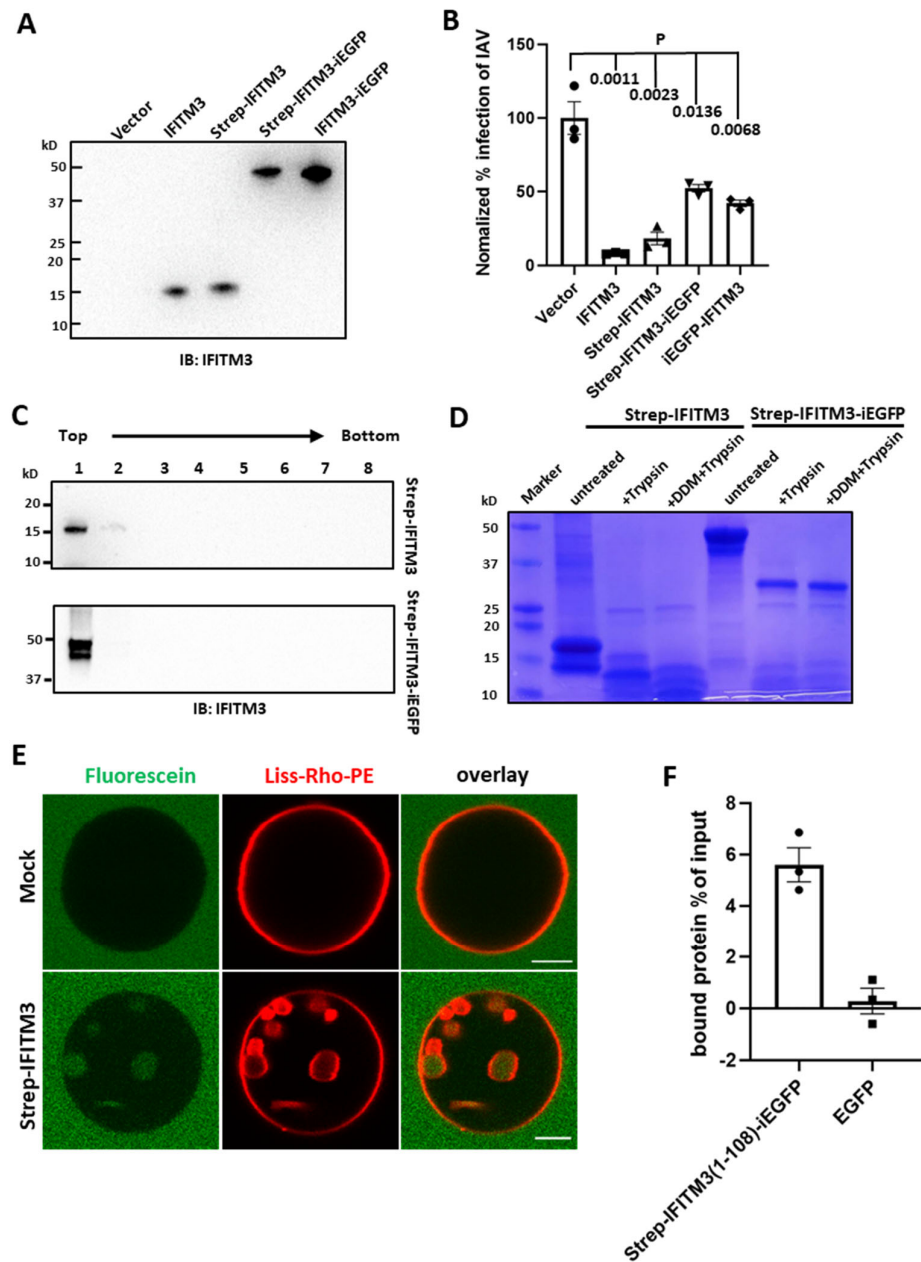 A
Vector
IFITM3
Strep-IFITM3
Strep-IFITM3-iEGFP
IFITM3-iEGFP
kD
50
37
25
20
15
10
IB: IFITM3
B
Nomalized % infection of IAV
150
100
50
0
P
0.0011
0.0023
0.0136
0.0068
Vector
IFITM3
Strep-IFITM3
Strep-IFITM3-iEGFP
iEGFP-IFITM3
C
Top
Bottom
kD
1 2 3 4 5 6 7 8
20
15
10
Strep-IFITM3
50
37
Strep-IFITM3-iEGFP
IB: IFITM3
D
Strep-IFITM3
Strep-IFITM3-iEGFP
Marker
untreated
+Trypsin
+DDM+Trypsin
untreated
+Trypsin
+DDM+Trypsin
kD
50
37
25
20
15
10
E
Fluorescein
Liss-Rho-PE
overlay
Mock
Strep-IFITM3
F
bound protein % of input
8
6
4
2
0
-2
Strep-IFITM3(1-108)-iEGFP
EGFP